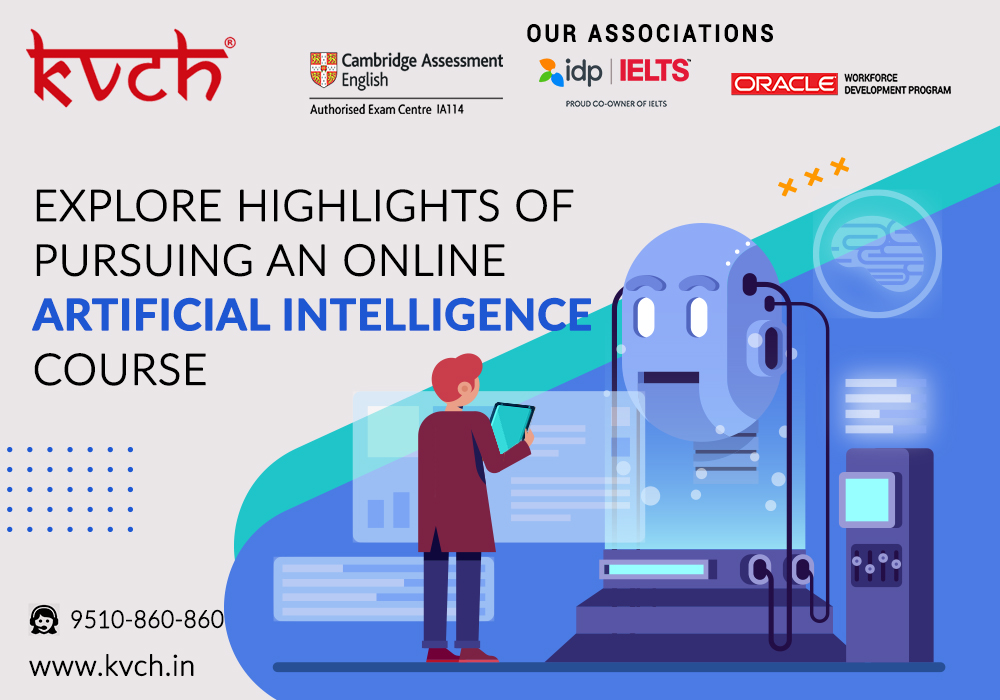 kvch®
OUR ASSOCIATIONS
Cambridge Assessment
English
Authorised Exam Centre IA114
idp | IELTS™
PROUD CO-OWNER OF IELTS
ORACLE
WORKFORCE
DEVELOPMENT PROGRAM
EXPLORE HIGHLIGHTS OF
PURSUING AN ONLINE
ARTIFICIAL INTELLIGENCE
COURSE
9510-860-860
www.kvch.in